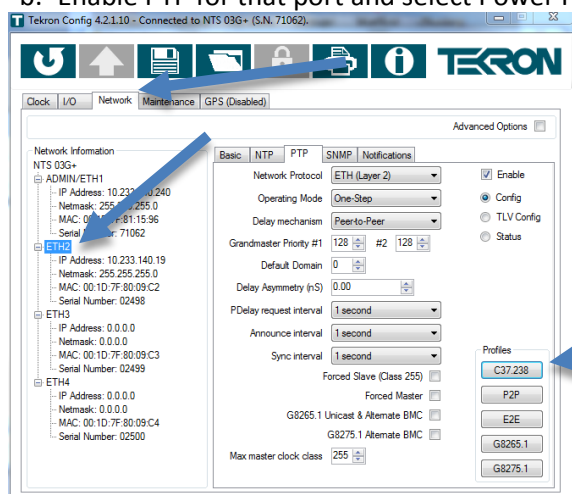 b. Enable PTP for that port and select Power
Tekron Config 4.2.1.10 - Connected to NTS 03G+ (S.N. 71062).
TEKRON
Clock I/O Network Maintenance GPS (Disabled)
Advanced Options
Network Information
NTS 03G+
ADMIN/ETH1
IP Address: 10.233.140.240
Netmask: 255.255.255.0
MAC: 00:1D:7F:81:15:96
Serial Number: 71062
ETH2
IP Address: 10.233.140.19
Netmask: 255.255.255.0
MAC: 00:1D:7F:80:09:C2
Serial Number: 02498
ETH3
IP Address: 0.0.0.0
Netmask: 0.0.0.0
MAC: 00:1D:7F:80:09:C3
Serial Number: 02499
ETH4
IP Address: 0.0.0.0
Netmask: 0.0.0.0
MAC: 00:1D:7F:80:09:C4
Serial Number: 02500
Basic NTP PTP SNMP Notifications
Network Protocol ETH (Layer 2)
Operating Mode One-Step
Delay mechanism Peer-to-Peer
Grandmaster Priority #1 128 #2 128
Default Domain 0
Delay Asymmetry (nS) 0.00
PDelay request interval 1 second
Announce interval 1 second
Sync interval 1 second
Forced Slave (Class 255)
Forced Master
G8265.1 Unicast & Alternate BMC
G8275.1 Alternate BMC
Max master clock class 255
Enable
Config
TLV Config
Status
Profiles
C37.238
P2P
E2E
G8265.1
G8275.1